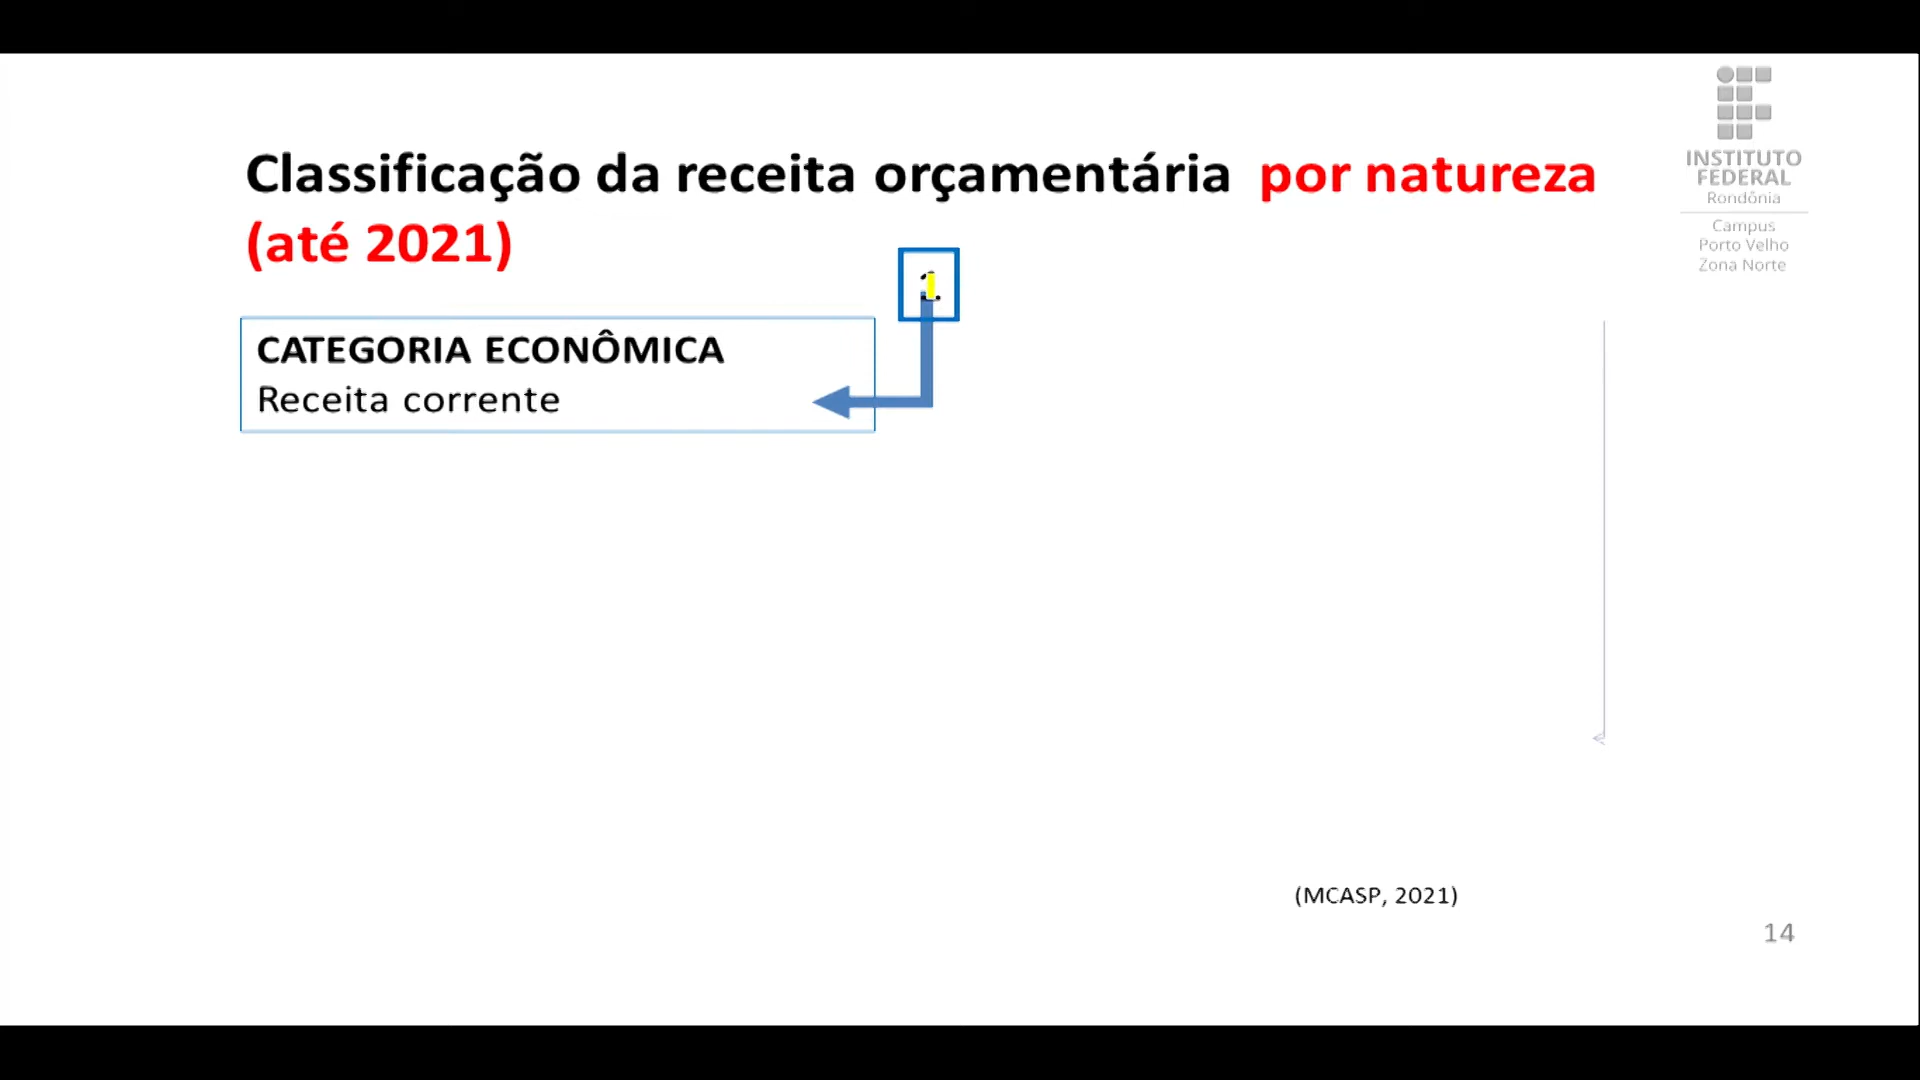 INSTITUTO
FEDERAL
Rondônia
Campus
Porto Velho
Zona Norte
Classificação da receita orçamentária por natureza
(até 2021)
1
CATEGORIA ECONÔMICA
Receita corrente
(MCASP, 2021)
14